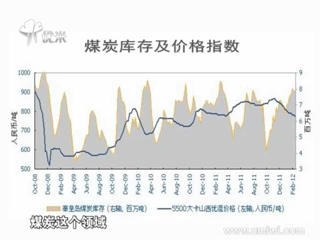 优米
煤炭库存及价格指数
人民币/吨
百万吨
1000
900
800
700
600
500
400
9
8
7
6
5
4
3
2
Oct-08
Dec-08
Feb-09
Apr-09
Jun-09
Aug-09
Oct-09
Dec-09
Feb-10
Apr-10
Jun-10
Aug-10
Oct-10
Dec-10
Feb-11
Apr-11
Jun-11
Aug-11
Oct-11
Dec-11
Feb-12
秦皇岛煤炭库存(右轴, 百万吨)
5500大卡山西优混价格(左轴,人民币/吨)
煤炭这个领域